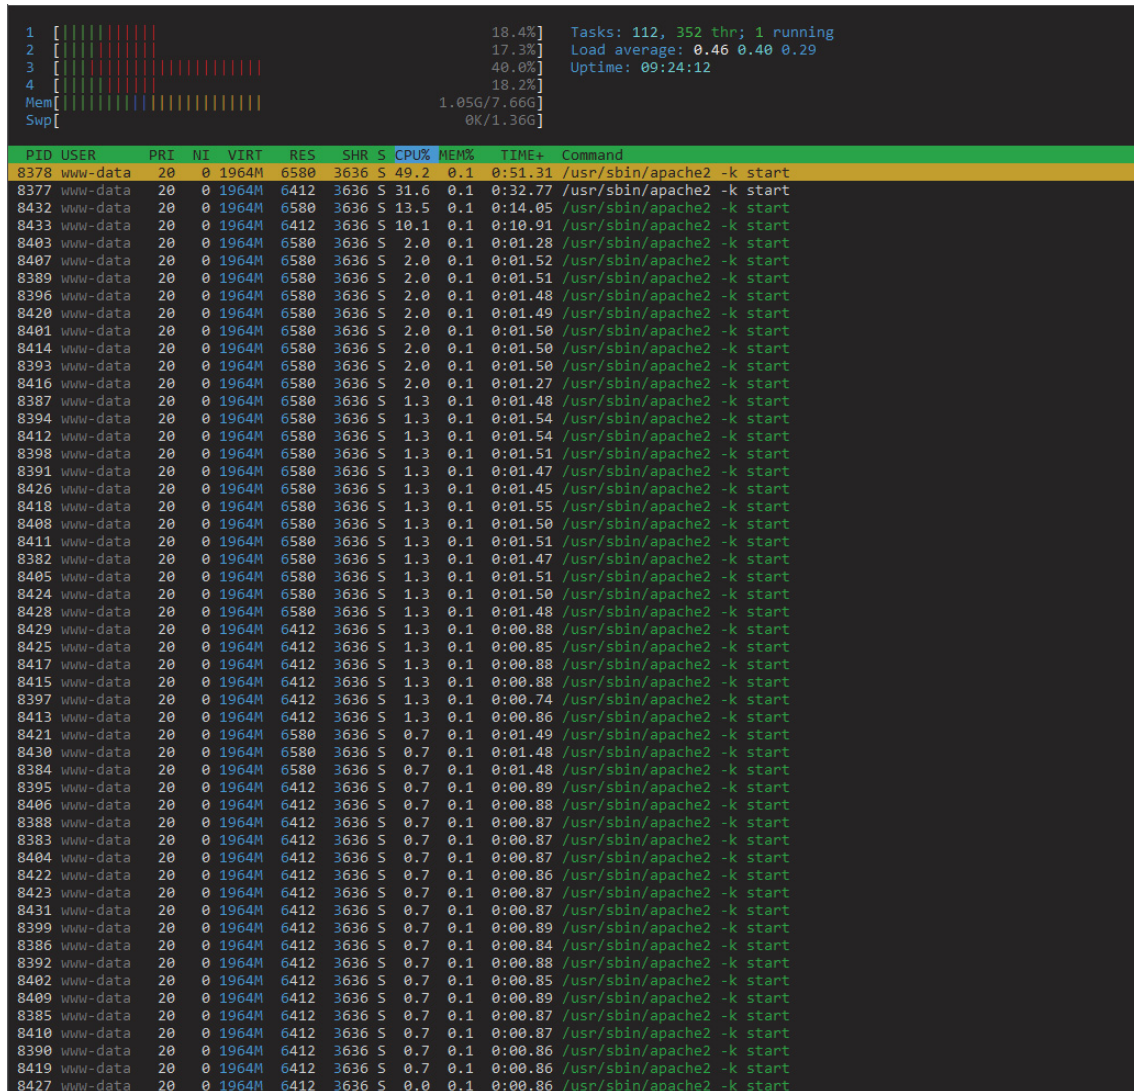 1 [||||||||||| 18.4%] Tasks: 112, 352 thr; 1 running
2 [||||||||||| 17.3%] Load average: 0.46 0.40 0.29
3 [||||||||||||||||||||||| 40.0%] Uptime: 09:24:12
4 [||||||||||| 18.2%]
Mem[||||||||||||||||||||||| 1.05G/7.66G]
Swp[ 0K/1.36G]
PID USER PRI NI VIRT RES SHR S CPU% MEM% TIME+ Command
8378 www-data 20 0 1964M 6580 3636 S 49.2 0.1 0:51.31 /usr/sbin/apache2 -k start
8377 www-data 20 0 1964M 6412 3636 S 31.6 0.1 0:32.77 /usr/sbin/apache2 -k start
8432 www-data 20 0 1964M 6580 3636 S 13.5 0.1 0:14.05 /usr/sbin/apache2 -k start
8433 www-data 20 0 1964M 6412 3636 S 10.1 0.1 0:10.91 /usr/sbin/apache2 -k start
8403 www-data 20 0 1964M 6580 3636 S 2.0 0.1 0:01.28 /usr/sbin/apache2 -k start
8407 www-data 20 0 1964M 6580 3636 S 2.0 0.1 0:01.52 /usr/sbin/apache2 -k start
8389 www-data 20 0 1964M 6580 3636 S 2.0 0.1 0:01.51 /usr/sbin/apache2 -k start
8396 www-data 20 0 1964M 6580 3636 S 2.0 0.1 0:01.48 /usr/sbin/apache2 -k start
8420 www-data 20 0 1964M 6580 3636 S 2.0 0.1 0:01.49 /usr/sbin/apache2 -k start
8401 www-data 20 0 1964M 6580 3636 S 2.0 0.1 0:01.50 /usr/sbin/apache2 -k start
8414 www-data 20 0 1964M 6580 3636 S 2.0 0.1 0:01.50 /usr/sbin/apache2 -k start
8393 www-data 20 0 1964M 6580 3636 S 2.0 0.1 0:01.50 /usr/sbin/apache2 -k start
8416 www-data 20 0 1964M 6580 3636 S 2.0 0.1 0:01.27 /usr/sbin/apache2 -k start
8387 www-data 20 0 1964M 6580 3636 S 1.3 0.1 0:01.48 /usr/sbin/apache2 -k start
8394 www-data 20 0 1964M 6580 3636 S 1.3 0.1 0:01.54 /usr/sbin/apache2 -k start
8412 www-data 20 0 1964M 6580 3636 S 1.3 0.1 0:01.54 /usr/sbin/apache2 -k start
8398 www-data 20 0 1964M 6580 3636 S 1.3 0.1 0:01.51 /usr/sbin/apache2 -k start
8391 www-data 20 0 1964M 6580 3636 S 1.3 0.1 0:01.47 /usr/sbin/apache2 -k start
8426 www-data 20 0 1964M 6580 3636 S 1.3 0.1 0:01.45 /usr/sbin/apache2 -k start
8418 www-data 20 0 1964M 6580 3636 S 1.3 0.1 0:01.55 /usr/sbin/apache2 -k start
8408 www-data 20 0 1964M 6580 3636 S 1.3 0.1 0:01.50 /usr/sbin/apache2 -k start
8411 www-data 20 0 1964M 6580 3636 S 1.3 0.1 0:01.51 /usr/sbin/apache2 -k start
8382 www-data 20 0 1964M 6580 3636 S 1.3 0.1 0:01.47 /usr/sbin/apache2 -k start
8405 www-data 20 0 1964M 6580 3636 S 1.3 0.1 0:01.51 /usr/sbin/apache2 -k start
8424 www-data 20 0 1964M 6580 3636 S 1.3 0.1 0:01.50 /usr/sbin/apache2 -k start
8428 www-data 20 0 1964M 6580 3636 S 1.3 0.1 0:01.48 /usr/sbin/apache2 -k start
8429 www-data 20 0 1964M 6412 3636 S 1.3 0.1 0:00.88 /usr/sbin/apache2 -k start
8425 www-data 20 0 1964M 6412 3636 S 1.3 0.1 0:00.85 /usr/sbin/apache2 -k start
8417 www-data 20 0 1964M 6412 3636 S 1.3 0.1 0:00.88 /usr/sbin/apache2 -k start
8415 www-data 20 0 1964M 6412 3636 S 1.3 0.1 0:00.88 /usr/sbin/apache2 -k start
8397 www-data 20 0 1964M 6412 3636 S 1.3 0.1 0:00.74 /usr/sbin/apache2 -k start
8413 www-data 20 0 1964M 6412 3636 S 1.3 0.1 0:00.86 /usr/sbin/apache2 -k start
8421 www-data 20 0 1964M 6580 3636 S 0.7 0.1 0:01.49 /usr/sbin/apache2 -k start
8430 www-data 20 0 1964M 6580 3636 S 0.7 0.1 0:01.48 /usr/sbin/apache2 -k start
8384 www-data 20 0 1964M 6580 3636 S 0.7 0.1 0:01.48 /usr/sbin/apache2 -k start
8395 www-data 20 0 1964M 6412 3636 S 0.7 0.1 0:00.89 /usr/sbin/apache2 -k start
8406 www-data 20 0 1964M 6412 3636 S 0.7 0.1 0:00.88 /usr/sbin/apache2 -k start
8388 www-data 20 0 1964M 6412 3636 S 0.7 0.1 0:00.87 /usr/sbin/apache2 -k start
8383 www-data 20 0 1964M 6412 3636 S 0.7 0.1 0:00.87 /usr/sbin/apache2 -k start
8404 www-data 20 0 1964M 6412 3636 S 0.7 0.1 0:00.87 /usr/sbin/apache2 -k start
8422 www-data 20 0 1964M 6412 3636 S 0.7 0.1 0:00.86 /usr/sbin/apache2 -k start
8423 www-data 20 0 1964M 6412 3636 S 0.7 0.1 0:00.87 /usr/sbin/apache2 -k start
8431 www-data 20 0 1964M 6412 3636 S 0.7 0.1 0:00.87 /usr/sbin/apache2 -k start
8399 www-data 20 0 1964M 6412 3636 S 0.7 0.1 0:00.89 /usr/sbin/apache2 -k start
8386 www-data 20 0 1964M 6412 3636 S 0.7 0.1 0:00.84 /usr/sbin/apache2 -k start
8392 www-data 20 0 1964M 6412 3636 S 0.7 0.1 0:00.88 /usr/sbin/apache2 -k start
8402 www-data 20 0 1964M 6412 3636 S 0.7 0.1 0:00.85 /usr/sbin/apache2 -k start
8409 www-data 20 0 1964M 6412 3636 S 0.7 0.1 0:00.89 /usr/sbin/apache2 -k start
8385 www-data 20 0 1964M 6412 3636 S 0.7 0.1 0:00.87 /usr/sbin/apache2 -k start
8410 www-data 20 0 1964M 6412 3636 S 0.7 0.1 0:00.87 /usr/sbin/apache2 -k start
8390 www-data 20 0 1964M 6412 3636 S 0.7 0.1 0:00.86 /usr/sbin/apache2 -k start
8419 www-data 20 0 1964M 6412 3636 S 0.7 0.1 0:00.86 /usr/sbin/apache2 -k start
8427 www-data 20 0 1964M 6412 3636 S 0.0 0.1 0:00.86 /usr/sbin/apache2 -k start